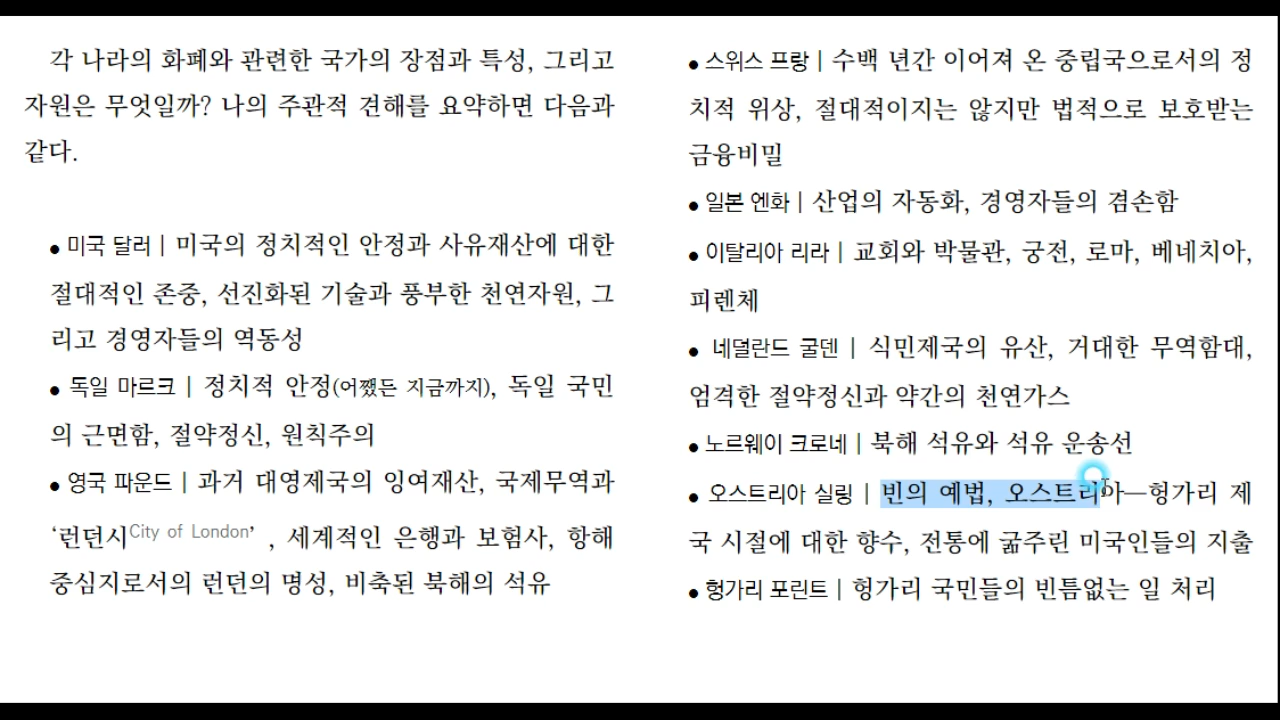 각 나라의 화폐와 관련한 국가의 장점과 특성, 그리고
자원은 무엇일까? 나의 주관적 견해를 요약하면 다음과
같다.
● 미국 달러 | 미국의 정치적인 안정과 사유재산에 대한
절대적인 존중, 선진화된 기술과 풍부한 천연자원, 그
리고 경영자들의 역동성
● 독일 마르크 | 정치적 안정(어쨌든 지금까지), 독일 국민
의 근면함, 절약정신, 원칙주의
● 영국 파운드 | 과거 대영제국의 잉여재산, 국제무역과
‘런던시City of London’ , 세계적인 은행과 보험사, 항해
중심지로서의 런던의 명성, 비축된 북해의 석유
● 스위스 프랑 | 수백 년간 이어져 온 중립국으로서의 정
치적 위상, 절대적이지는 않지만 법적으로 보호받는
금융비밀
● 일본 엔화 | 산업의 자동화, 경영자들의 겸손함
● 이탈리아 리라 | 교회와 박물관, 궁전, 로마, 베네치아,
피렌체
● 네덜란드 굴덴 | 식민제국의 유산, 거대한 무역함대,
엄격한 절약정신과 약간의 천연가스
● 노르웨이 크로네 | 북해 석유와 석유 운송선
● 오스트리아 실링 | 빈의 예법, 오스트리아—헝가리 제
국 시절에 대한 향수, 전통에 굶주린 미국인들의 지출
● 헝가리 포린트 | 헝가리 국민들의 빈틈없는 일 처리